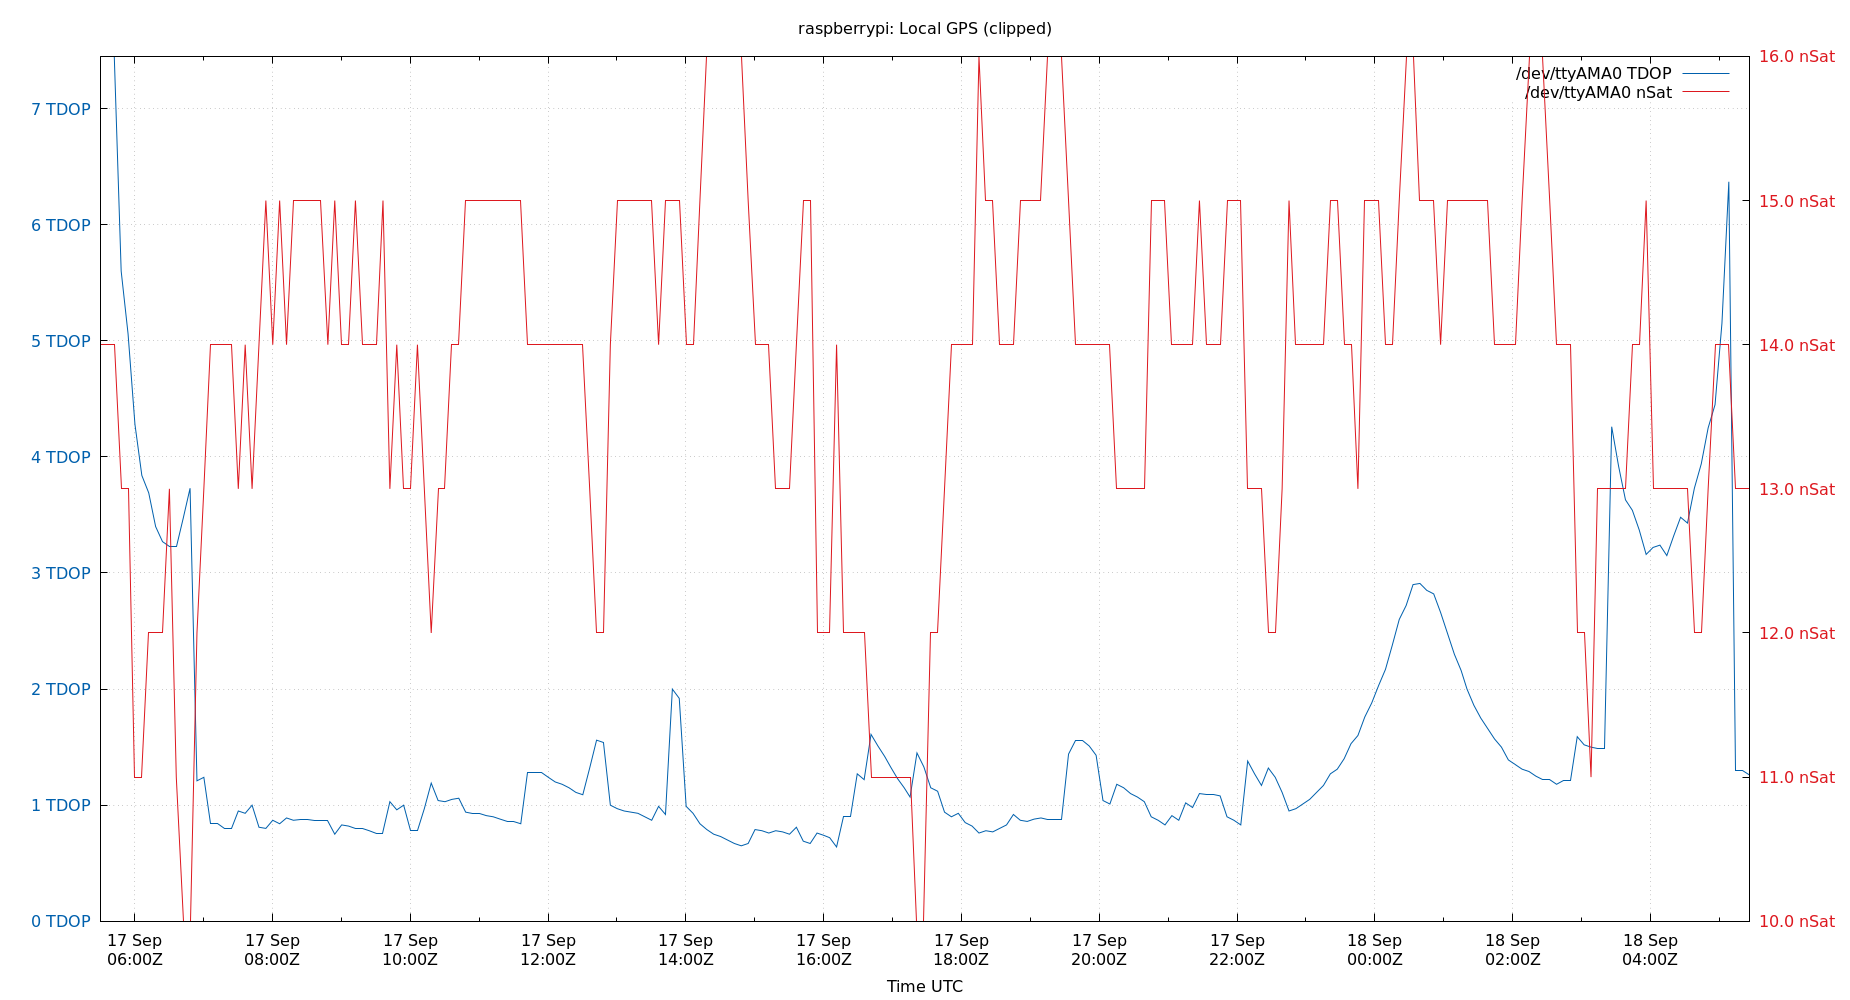 raspberrypi: Local GPS (clipped)
16.0 nSat
/dev/ttyAMA0 TDOP
/dev/ttyAMA0 nSat
7 TDOP
15.0 nSat
6 TDOP
5 TDOP
14.0 nSat
4 TDOP
13.0 nSat
3 TDOP
12.0 nSat
2 TDOP
11.0 nSat
1 TDOP
0 TDOP
10.0 nSat
17 Sep 17 Sep 17 Sep 17 Sep 17 Sep 17 Sep 17 Sep 17 Sep 17 Sep 18 Sep 18 Sep 18 Sep
06:00Z 08:00Z 10:00Z 12:00Z 14:00Z 16:00Z 18:00Z 20:00Z 22:00Z 00:00Z 02:00Z 04:00Z
Time UTC